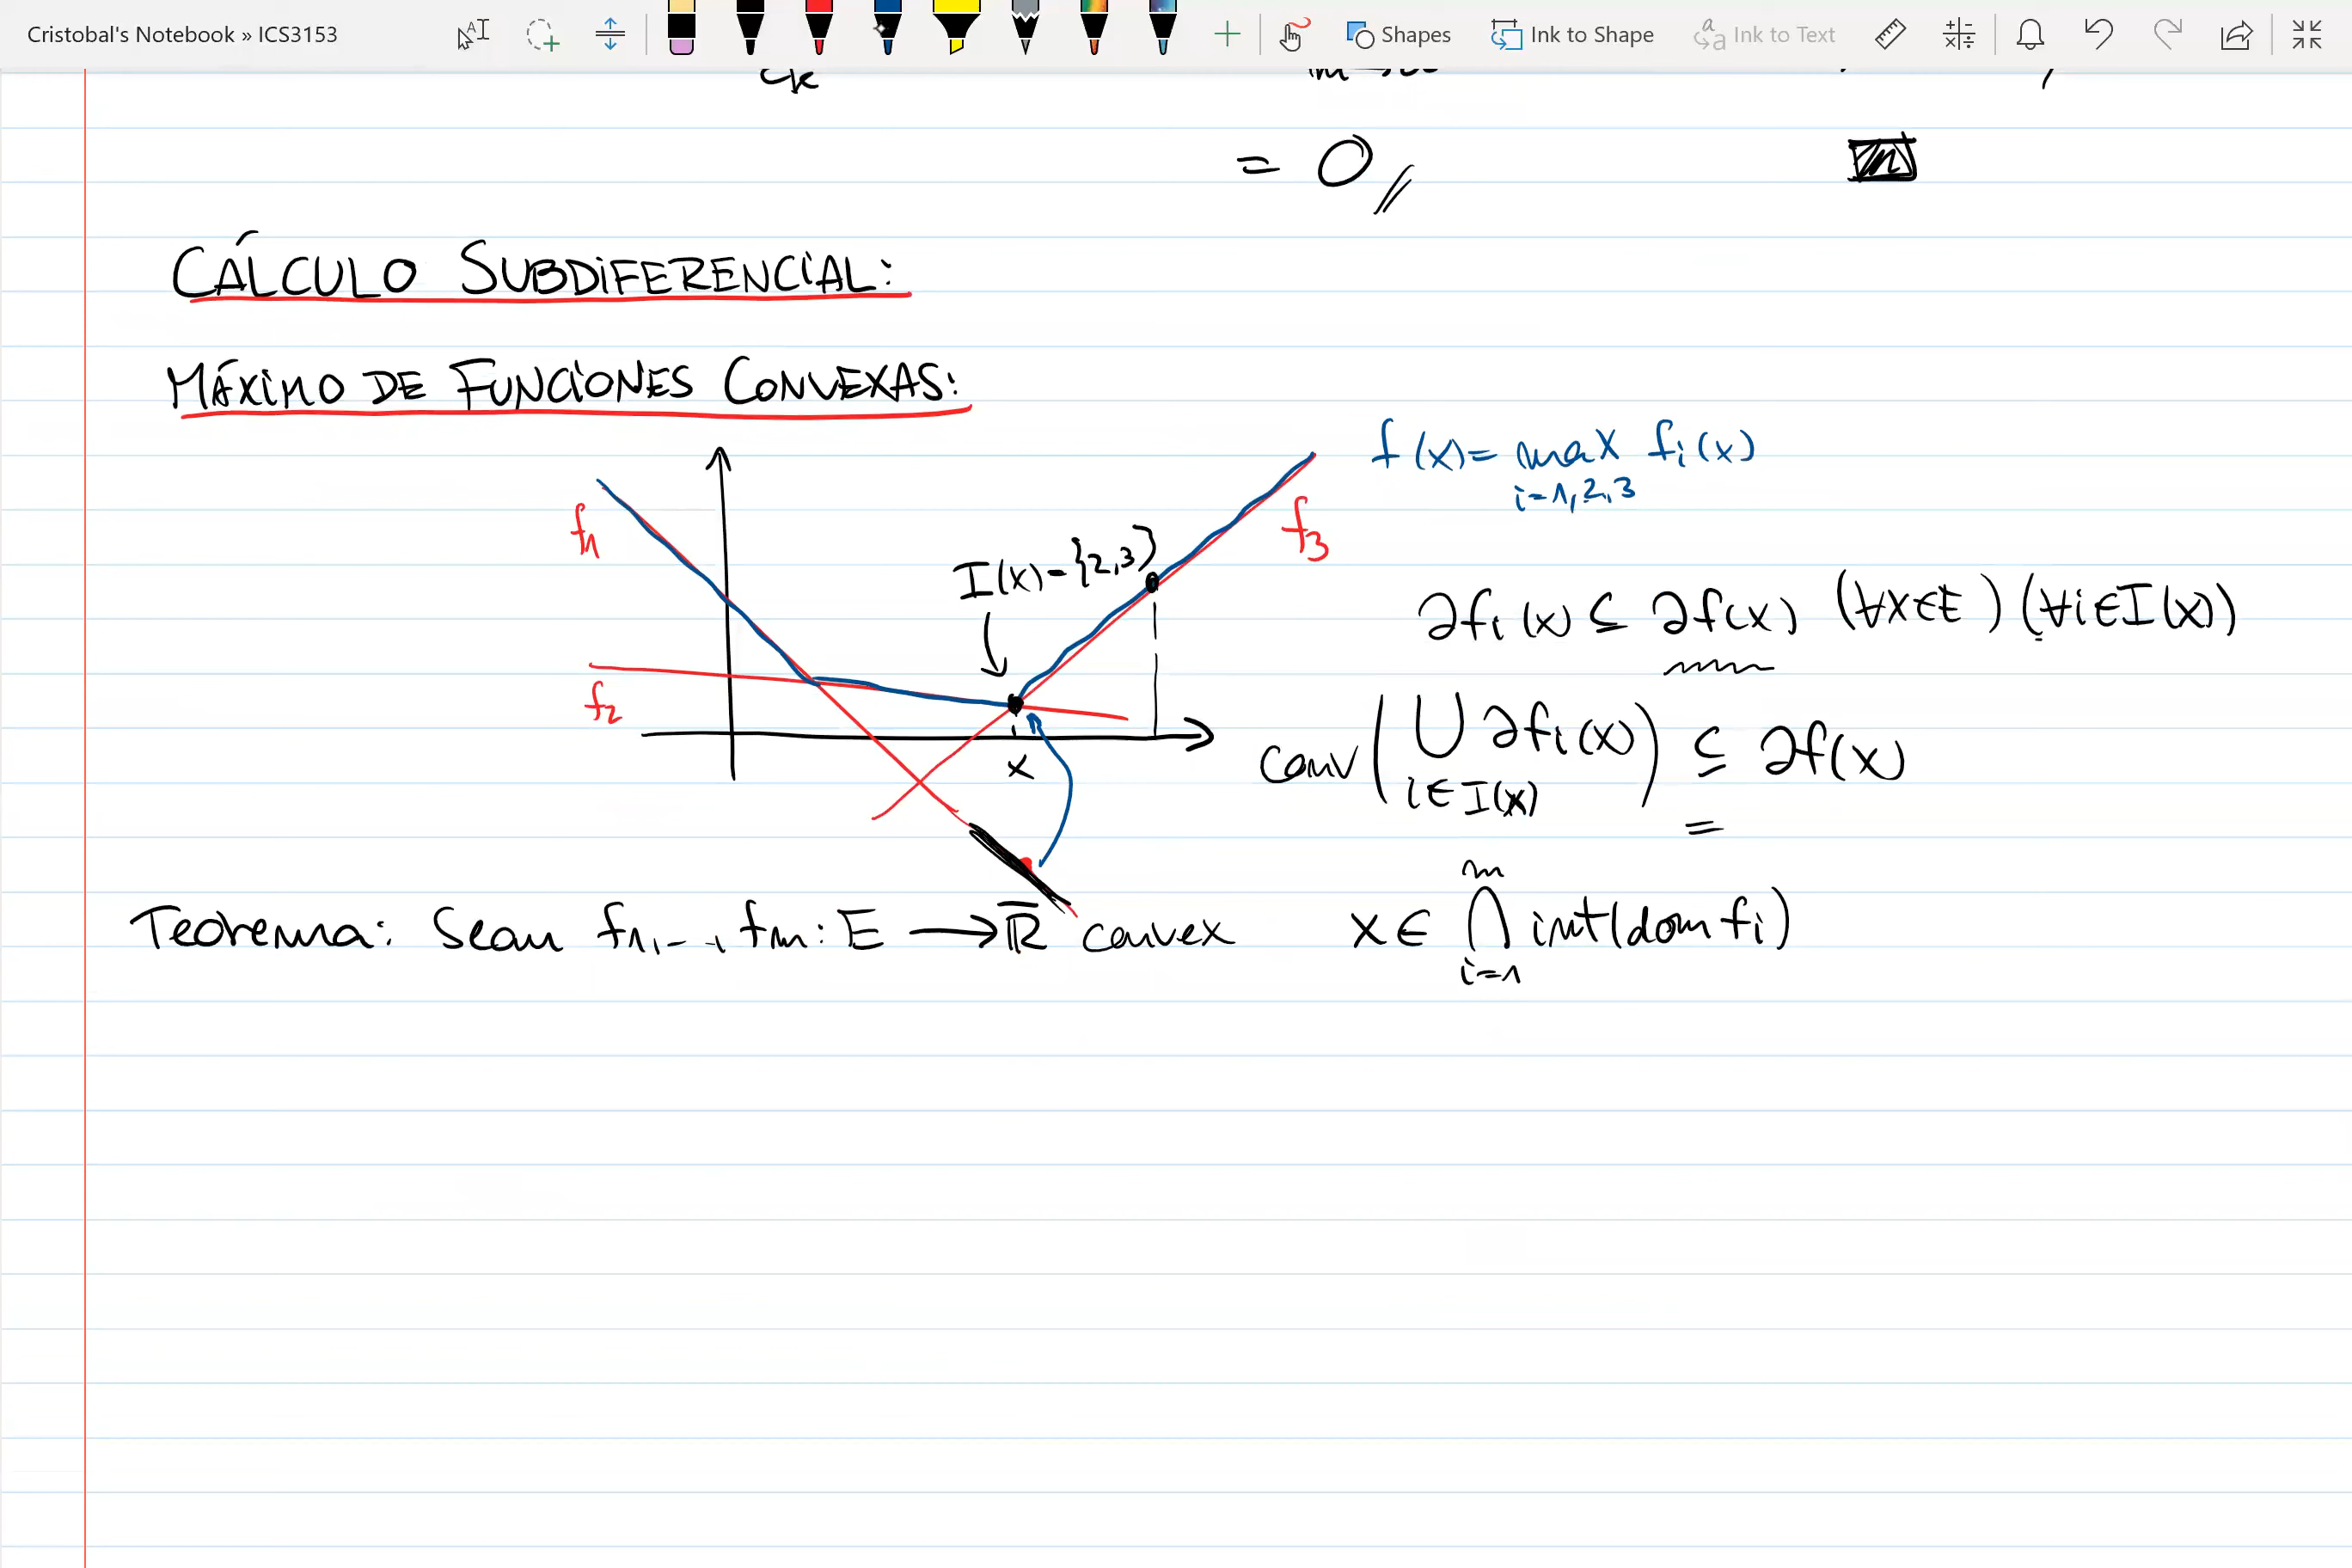 Cristobal's Notebook » ICS3153
Shapes
Ink to Shape
Ink to Text
= 0 //
CÁLCULO SUBDIFERENCIAL:
MÁXIMO DE FUNCIONES CONVEXAS:
f(x) = max fi(x)
i=1,2,3
f1
f3
I(x) = {2,3}
∂fi(x) ⊆ ∂f(x) (∀x∈E) (∀i∈I(x))
f2
conv( ⋃ ∂fi(x) ) ⊆ ∂f(x)
i∈I(x)
x
=
Teorema: Sean f1,-.,fm: E → R̅ convex x ∈ ⋂ int(dom fi)
m
i=1